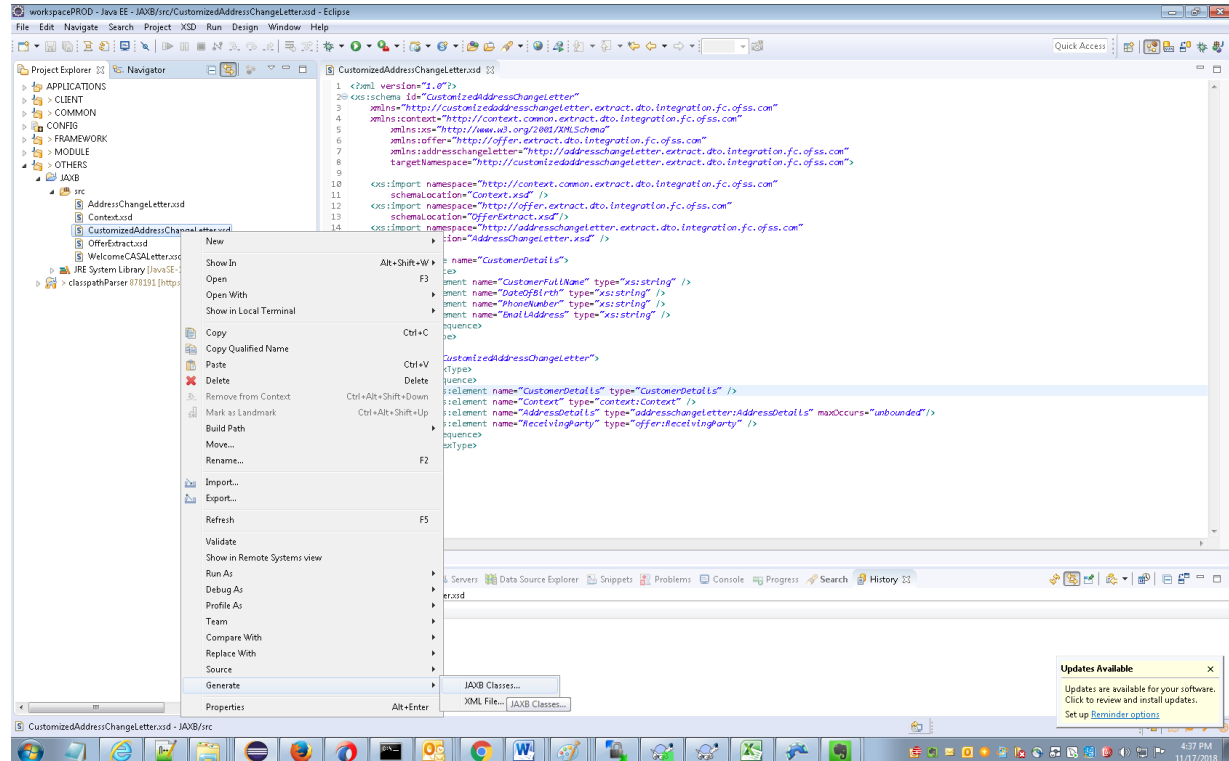 workspacePROD - Java EE - JAXB/src/CustomizedAddressChangeLetter.xsd - Eclipse
File Edit Navigate Search Project XSD Run Design Window Help
Quick Access
Project Explorer Navigator
CustomizedAddressChangeLetter.xsd
APPLICATIONS
> CLIENT
> COMMON
CONFIG
> FRAMEWORK
> MODULE
> OTHERS
JAXB
src
AddressChangeLetter.xsd
Context.xsd
CustomizedAddressChangeLetter.xsd
OfferExtract.xsd
WelcomeCASALetter.xsd
JRE System Library [JavaSE-1
> classpathParser 878191 [https
1 <?xml version="1.0"?>
2 <xs:schema id="CustomizedAddressChangeLetter"
3 xmlns="http://customizedaddresschangeletter.extract.dto.integration.fc.ofss.com"
4 xmlns:context="http://context.common.extract.dto.integration.fc.ofss.com"
5 xmlns:xs="http://www.w3.org/2001/XMLSchema"
6 xmlns:offer="http://offer.extract.dto.integration.fc.ofss.com"
7 xmlns:addresschangeletter="http://addresschangeletter.extract.dto.integration.fc.ofss.com"
8 targetNamespace="http://customizedaddresschangeletter.extract.dto.integration.fc.ofss.com">
9
10 <xs:import namespace="http://context.common.extract.dto.integration.fc.ofss.com"
11 schemaLocation="Context.xsd" />
12 <xs:import namespace="http://offer.extract.dto.integration.fc.ofss.com"
13 schemaLocation="OfferExtract.xsd"/>
14 <xs:import namespace="http://addresschangeletter.extract.dto.integration.fc.ofss.com"
tion="AddressChangeLetter.xsd" />
e name="CustomerDetails">
ce>
ement name="CustomerFullName" type="xs:string" />
ement name="DateOfBirth" type="xs:string" />
ement name="PhoneNumber" type="xs:string" />
ement name="EmailAddress" type="xs:string" />
equence>
pe>
CustomizedAddressChangeLetter">
xType>
quence>
s:element name="CustomerDetails" type="CustomerDetails" />
s:element name="Context" type="context:Context" />
s:element name="AddressDetails" type="addresschangeletter:AddressDetails" maxOccurs="unbounded"/>
s:element name="ReceivingParty" type="offer:ReceivingParty" />
equence>
exType>
New
Show In Alt+Shift+W
Open F3
Open With
Show in Local Terminal
Copy Ctrl+C
Copy Qualified Name
Paste Ctrl+V
Delete Delete
Remove from Context Ctrl+Alt+Shift+Down
Mark as Landmark Ctrl+Alt+Shift+Up
Build Path
Move...
Rename... F2
Import...
Export...
Refresh F5
Validate
Show in Remote Systems view
Run As
Debug As
Profile As
Team
Compare With
Replace With
Source
Generate
Properties Alt+Enter
JAXB Classes...
XML File...
JAXB Classes...
Servers Data Source Explorer Snippets Problems Console Progress Search History
er.xsd
Updates Available
Updates are available for your software.
Click to review and install updates.
Set up Reminder options
CustomizedAddressChangeLetter.xsd - JAXB/src
4:37 PM
11/17/2018